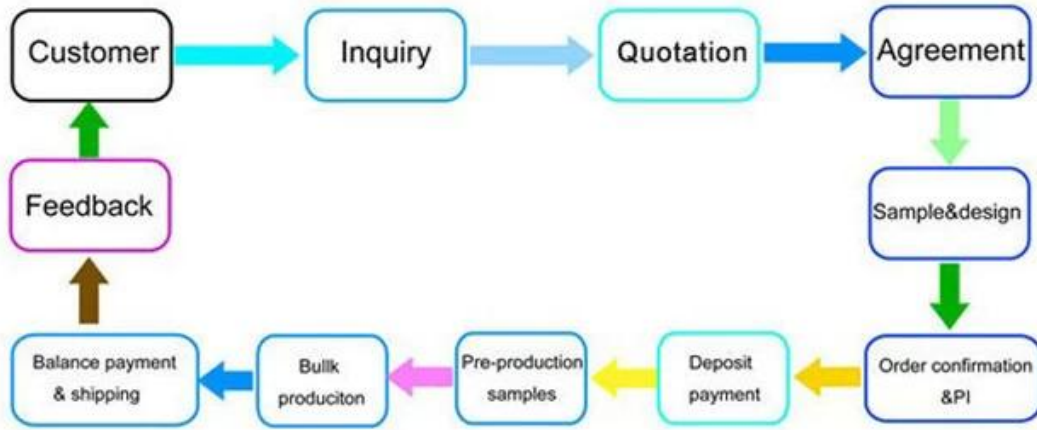 Customer
Inquiry
Quotation
Agreement
Sample&design
Order confirmation
&PI
Deposit
payment
Pre-production
samples
Bullk
produciton
Balance payment
& shipping
Feedback